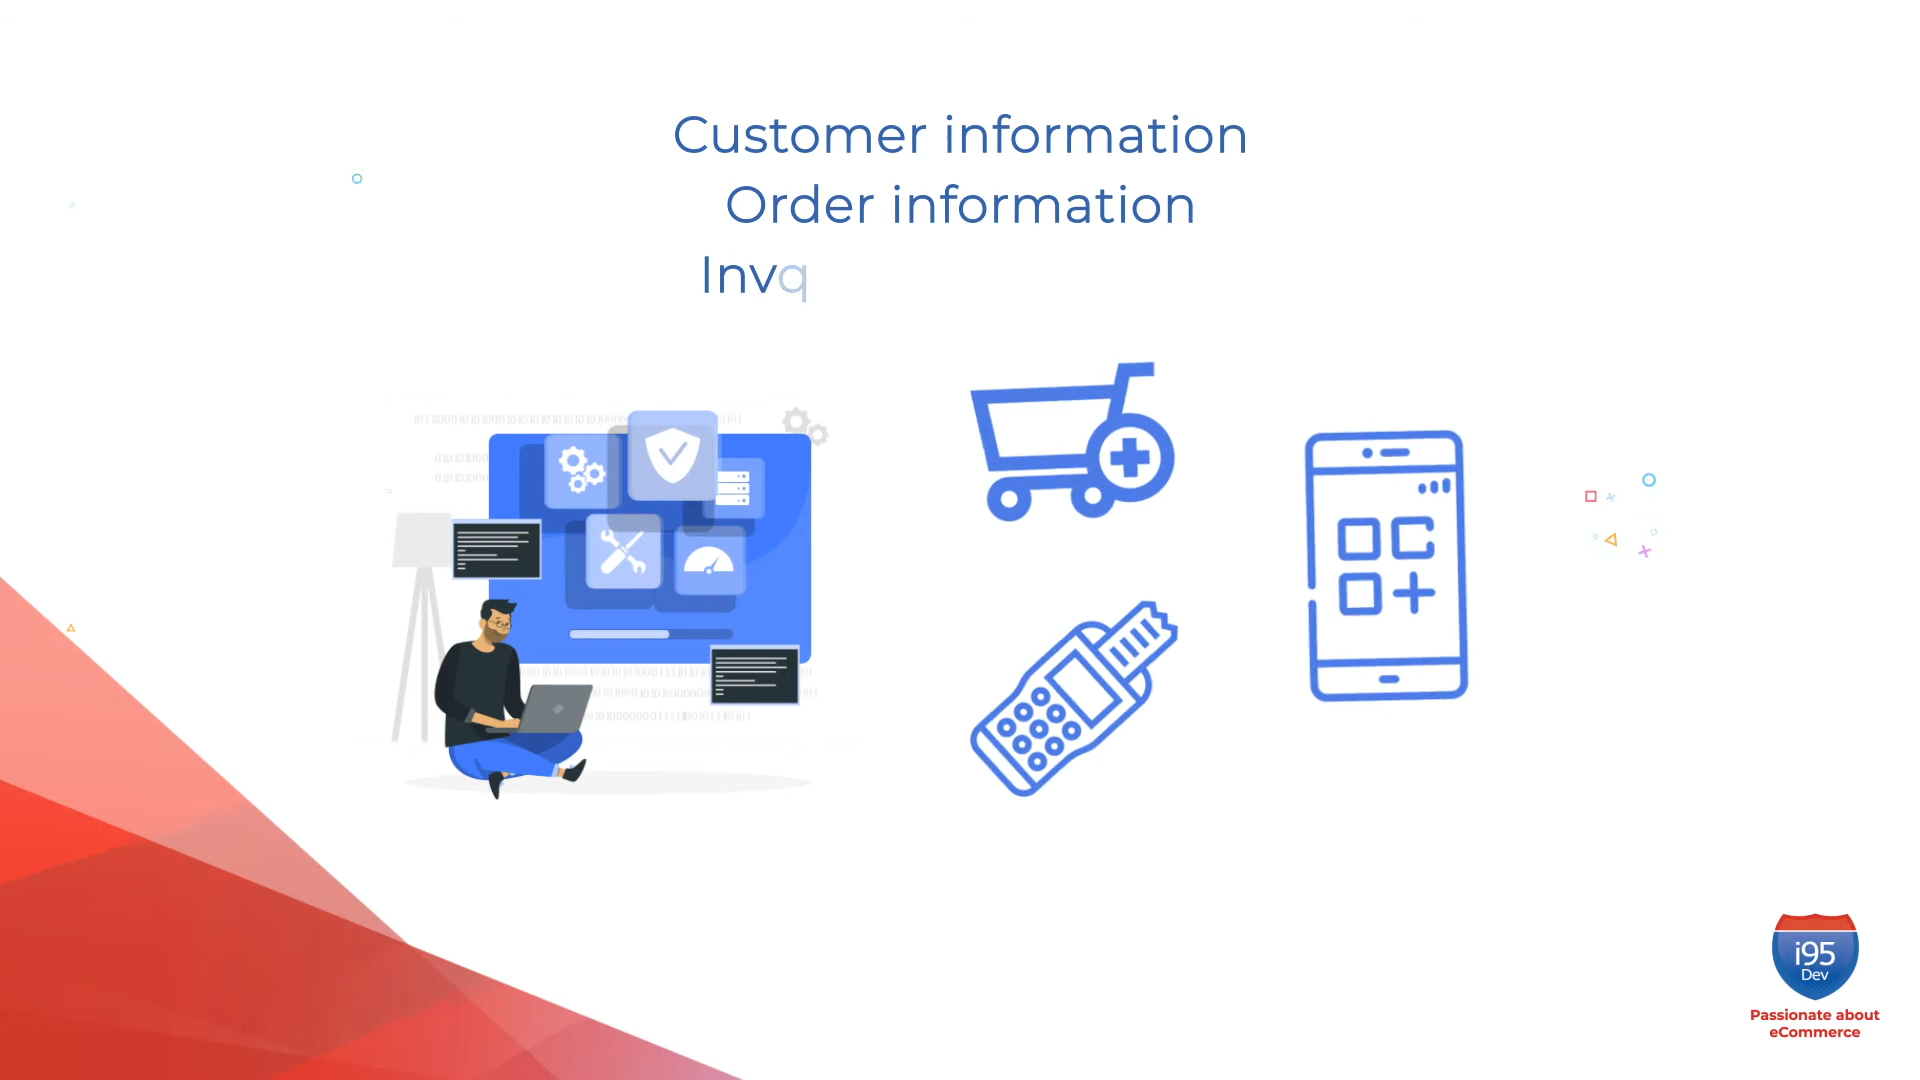 Customer information
Order information
Invq
i95
Dev
Passionate about
eCommerce